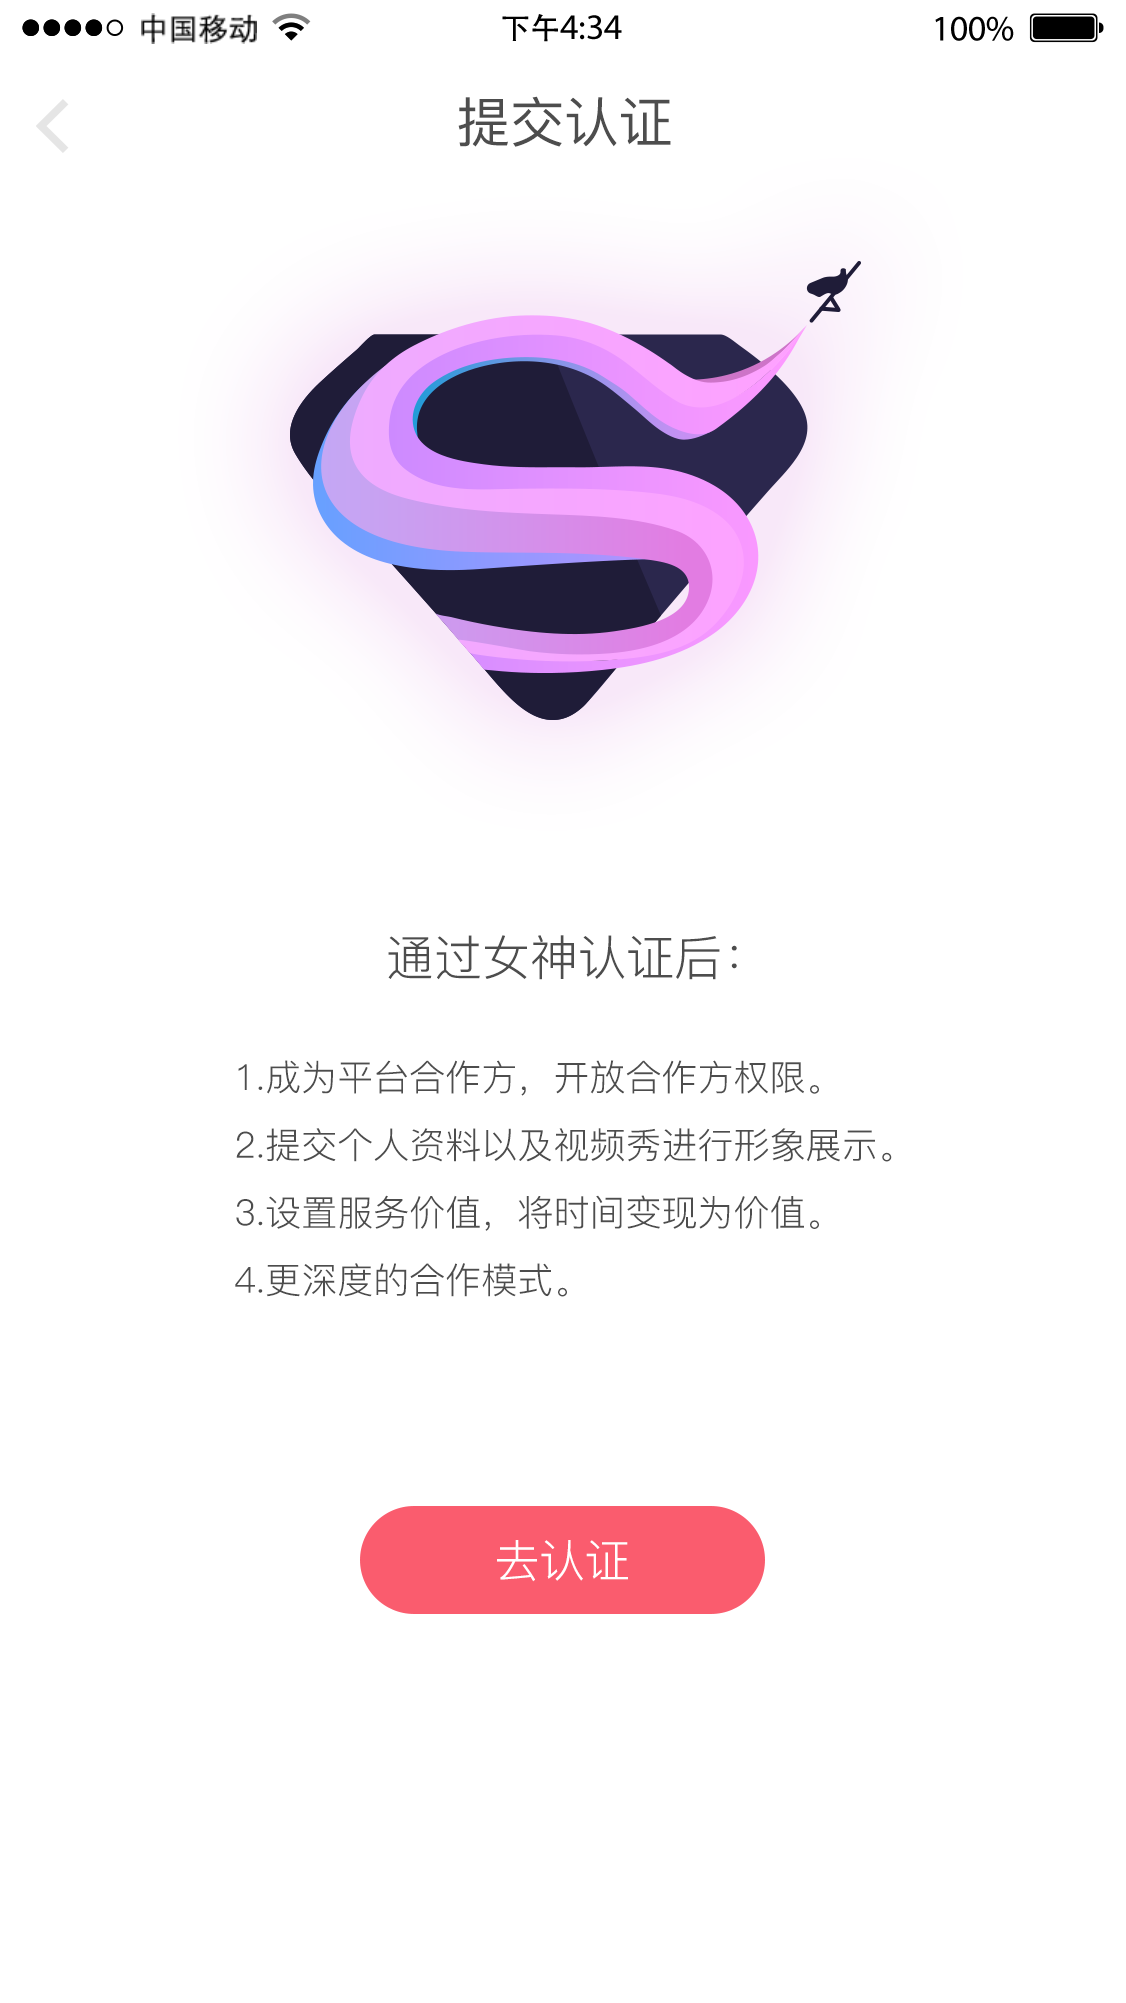 中国移动 下午4:34 100%
提交认证
通过女神认证后：
1.成为平台合作方，开放合作方权限。
2.提交个人资料以及视频秀进行形象展示。
3.设置服务价值，将时间变现为价值。
4.更深度的合作模式。
去认证